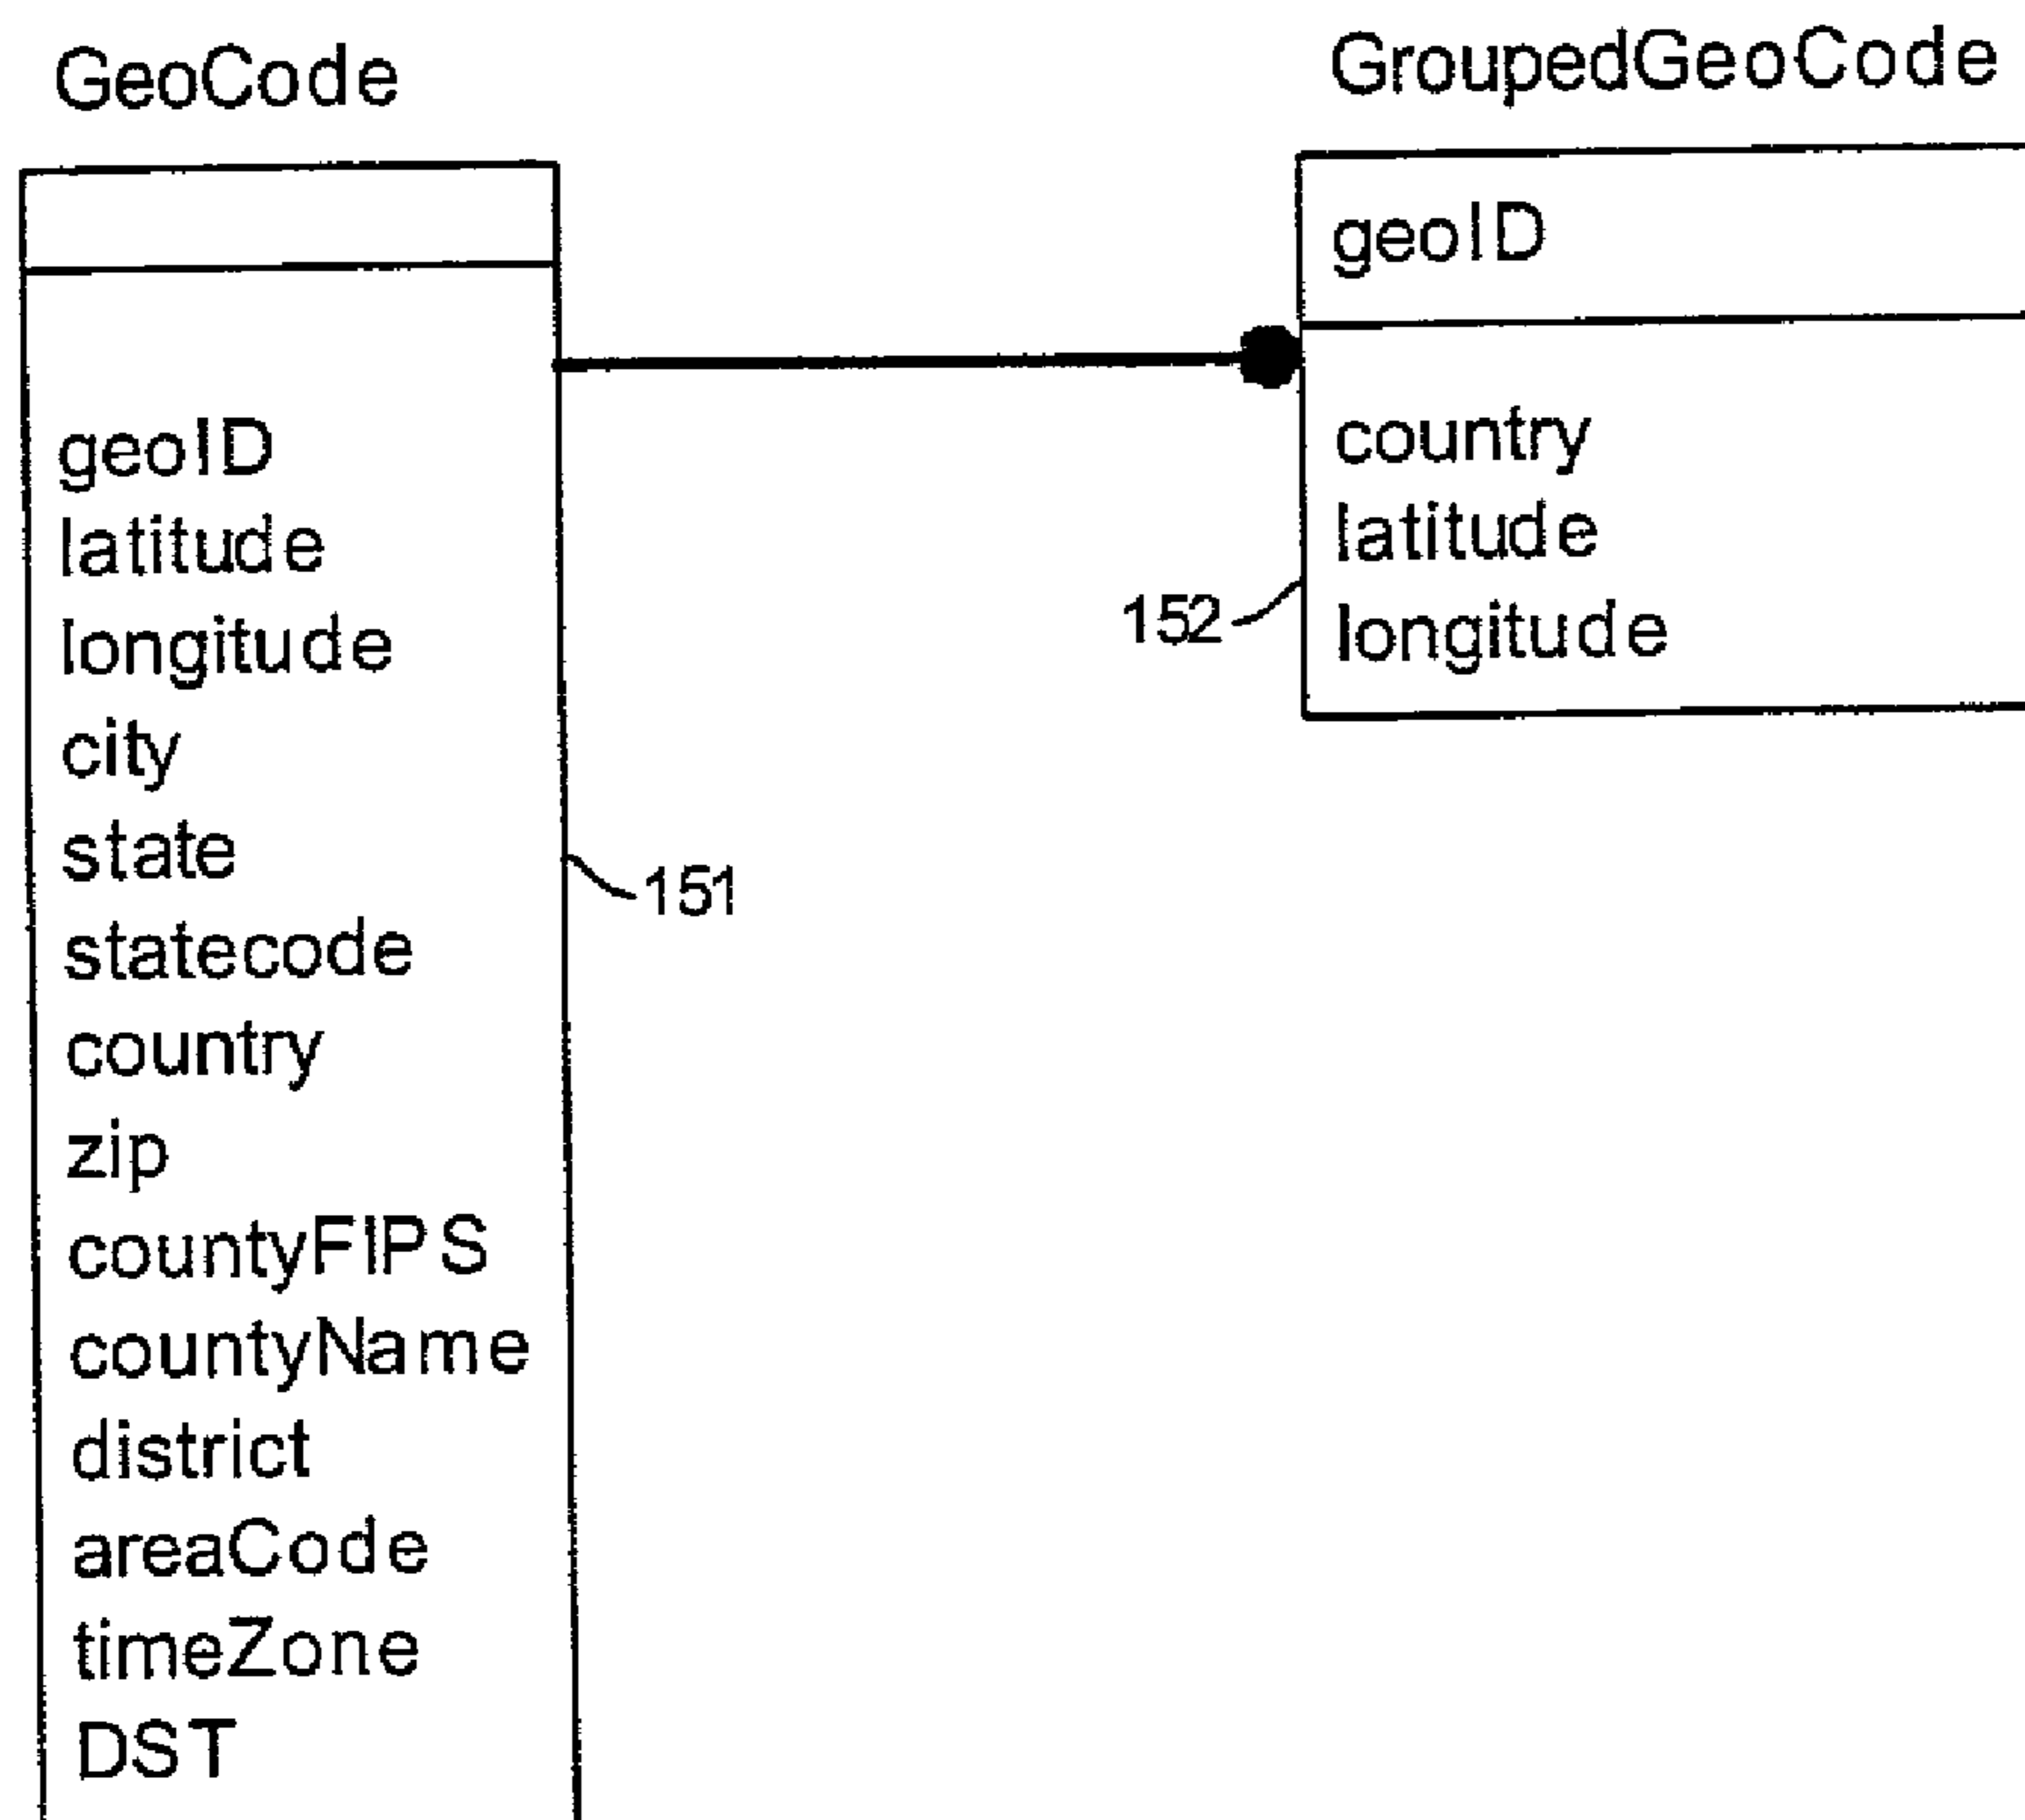 GeoCode
geoID
latitude
longitude
city
state
statecode
country
zip
countyFIPS
countyName
district
areaCode
timeZone
DST
151
GroupedGeoCode
geoID
country
latitude
longitude
152